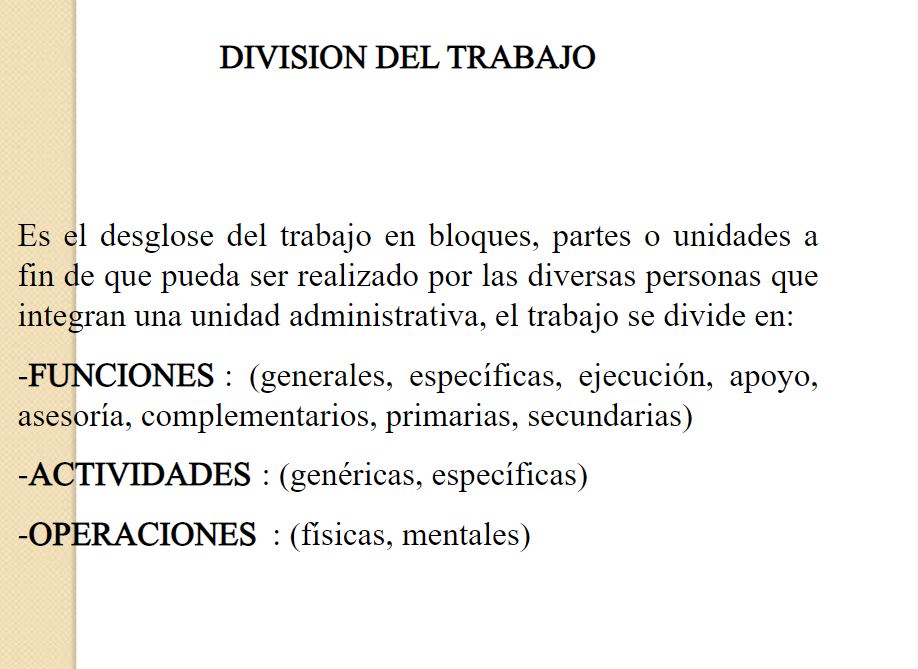 DIVISION DEL TRABAJO
Es el desglose del trabajo en bloques, partes o unidades a
fin de que pueda ser realizado por las diversas personas que
integran una unidad administrativa, el trabajo se divide en:
-FUNCIONES : (generales, específicas, ejecución, apoyo,
asesoría, complementarios, primarias, secundarias)
-ACTIVIDADES : (genéricas, específicas)
-OPERACIONES : (físicas, mentales)